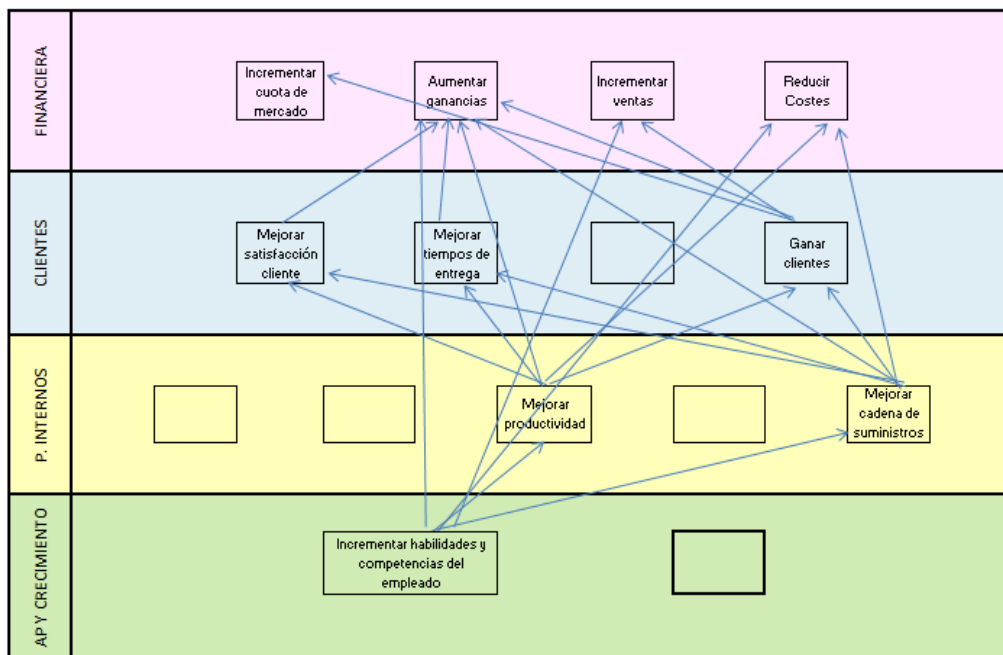 FINANCIERA
Incrementar
cuota de
mercado
Aumentar
ganancias
Incrementar
ventas
Reducir
Costes
CLIENTES
Mejorar
satisfacción
cliente
Mejorar
tiempos de
entrega
Ganar
clientes
P. INTERNOS
Mejorar
productividad
Mejorar
cadena de
suministros
AP Y CRECIMIENTO
Incrementar habilidades y
competencias del
empleado